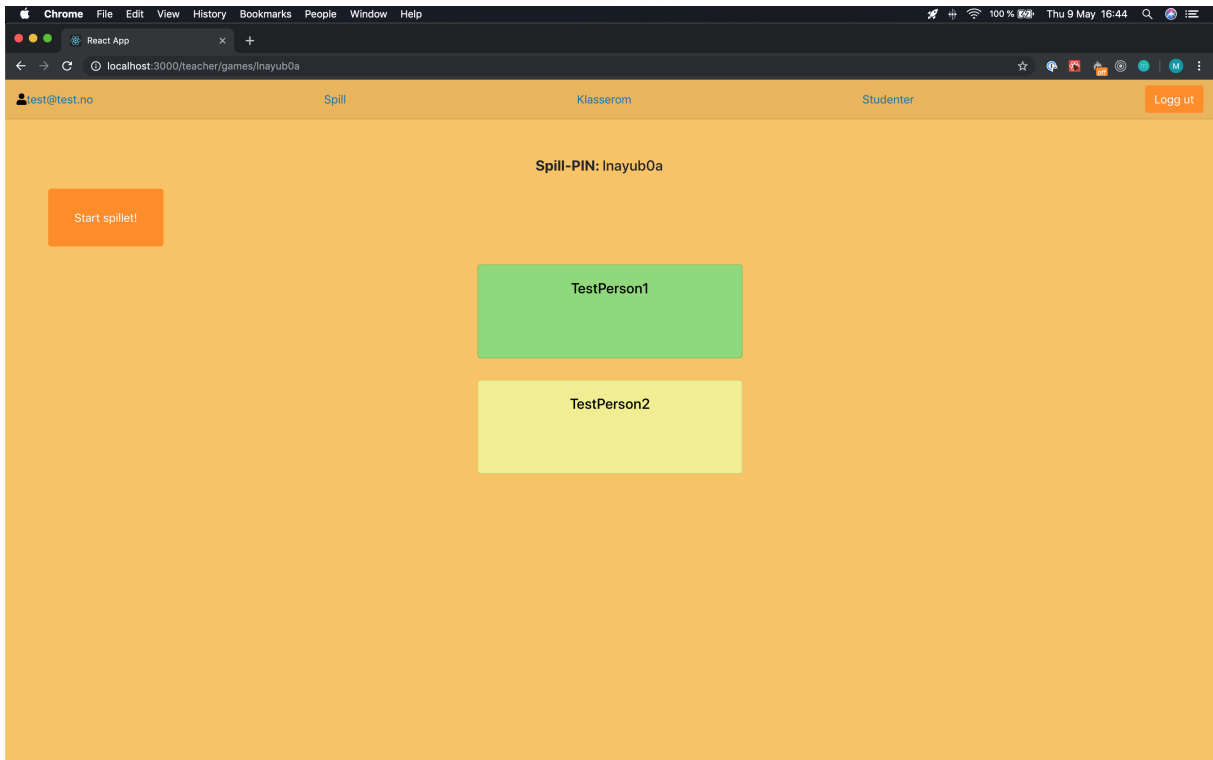 Chrome File Edit View History Bookmarks People Window Help 100 % Thu 9 May 16:44
React App
localhost:3000/teacher/games/lnayub0a
off M
test@test.no Spill Klasserom Studenter Logg ut
Spill-PIN: lnayub0a
Start spillet!
TestPerson1
TestPerson2